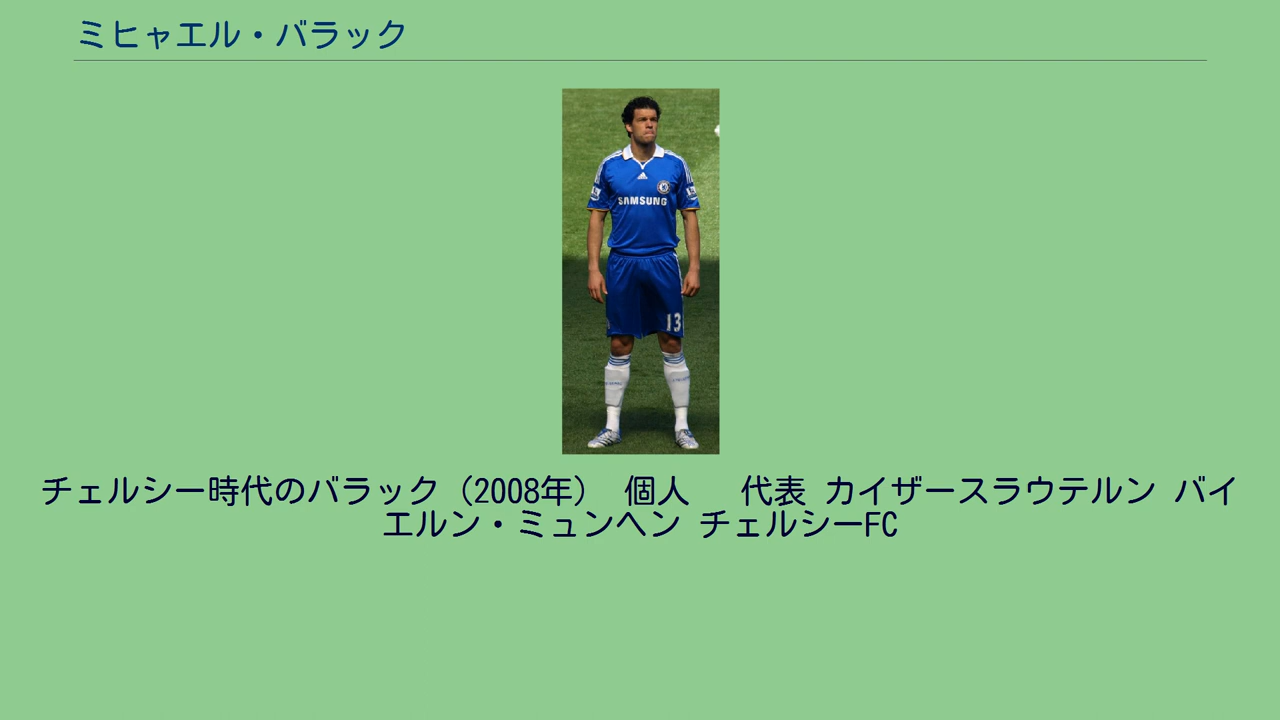 ミヒャエル・バラック
SAMSUNG
13
チェルシー時代のバラック（2008年） 個人 代表 カイザースラウテルン バイ
エルン・ミュンヘン チェルシーFC